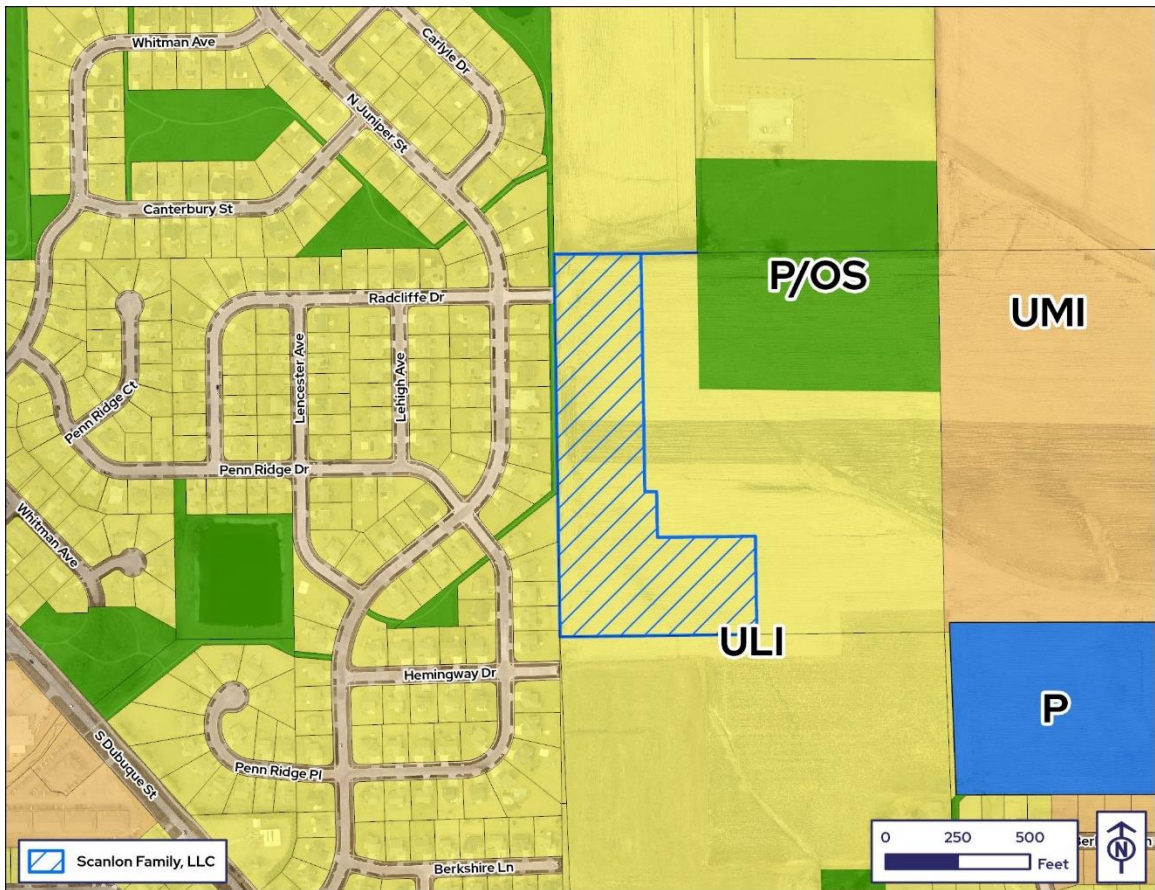 Whitman Ave
Carlyle Dr
N Juniper St
Canterbury St
P/OS
UMI
Radcliffe Dr
Lencester Ave
Lehigh Ave
Penn Ridge Ct
Penn Ridge Dr
Whitman Ave
ULI
Hemingway Dr
P
S Dubuque St
Penn Ridge Pl
Scanlon Family, LLC
0 250 500
Feet
N
Berkshire Ln